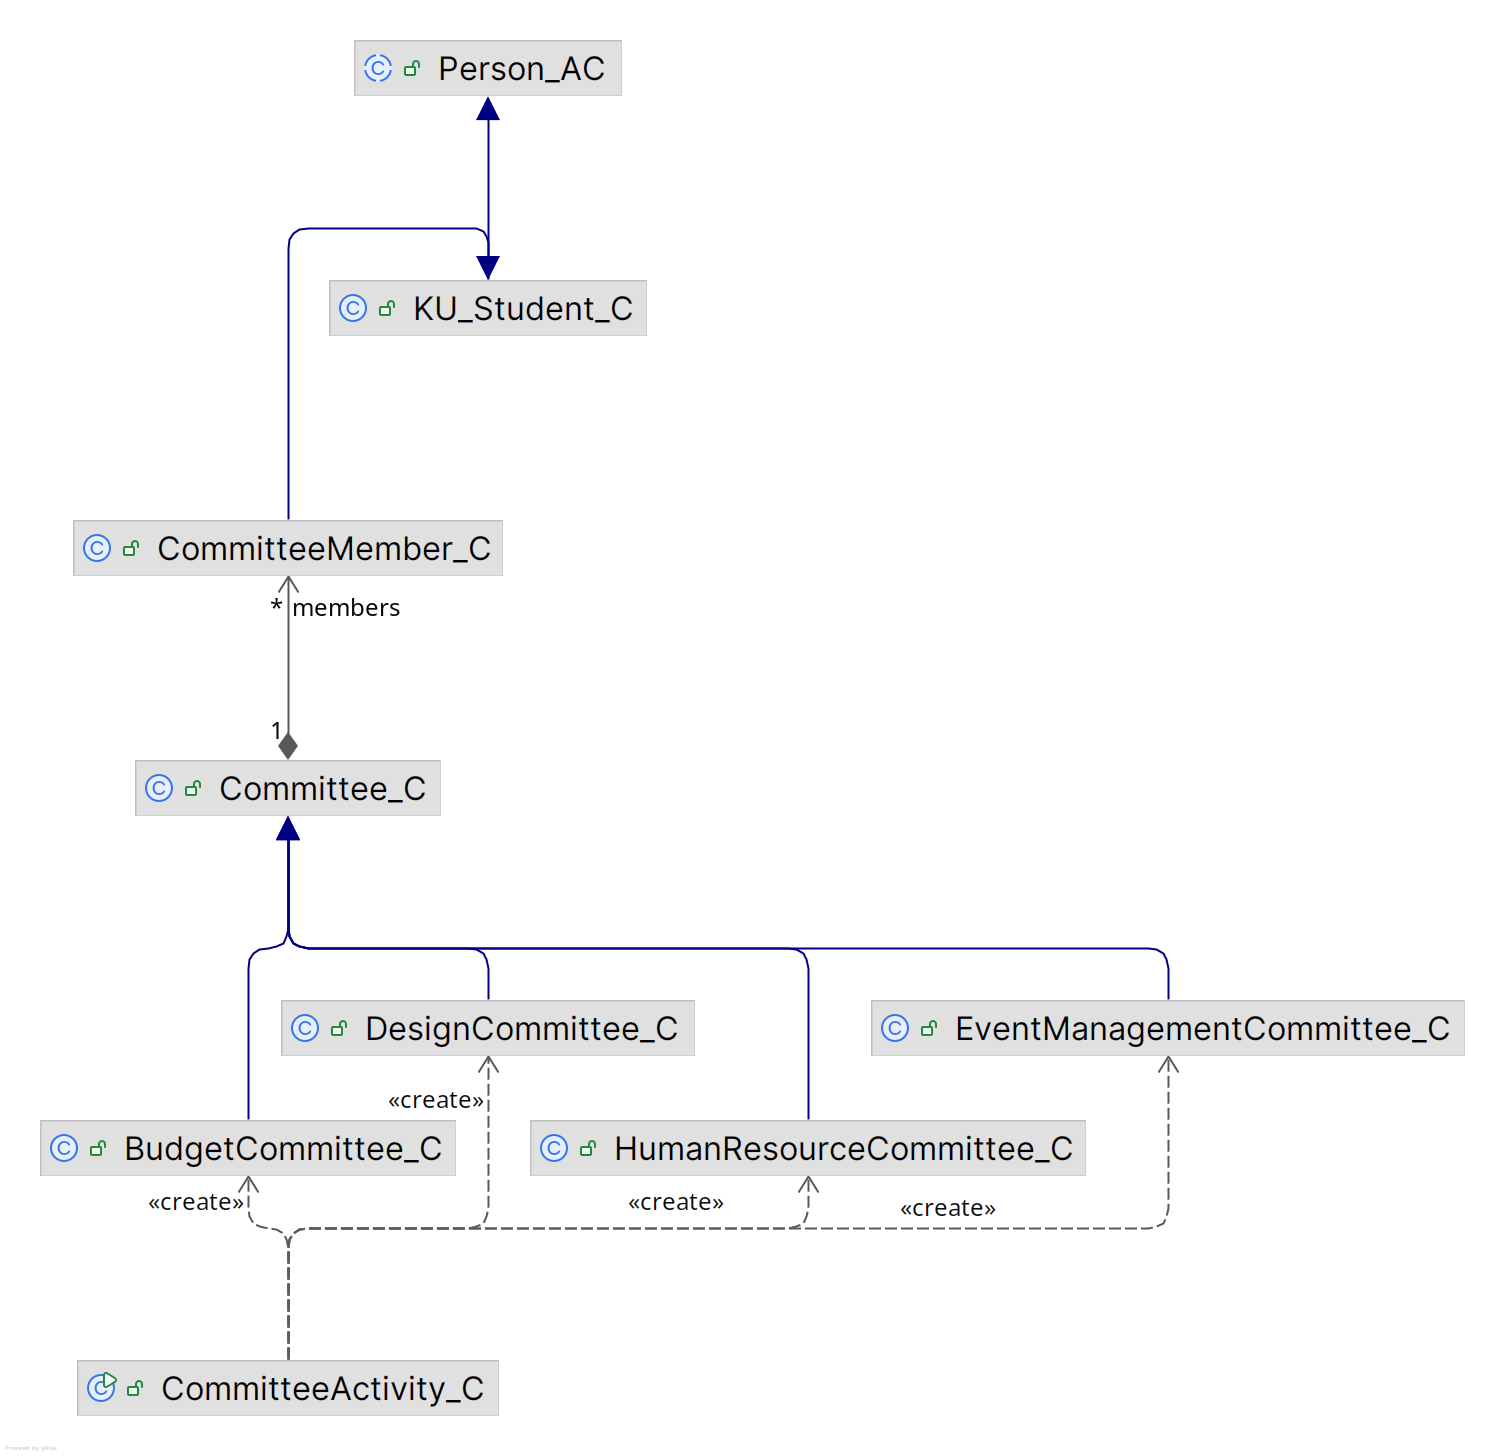 Person_AC
KU_Student_C
CommitteeMember_C
* members
1
Committee_C
DesignCommittee_C
EventManagementCommittee_C
«create»
BudgetCommittee_C
HumanResourceCommittee_C
«create»
«create»
«create»
CommitteeActivity_C
Powered by yFiles